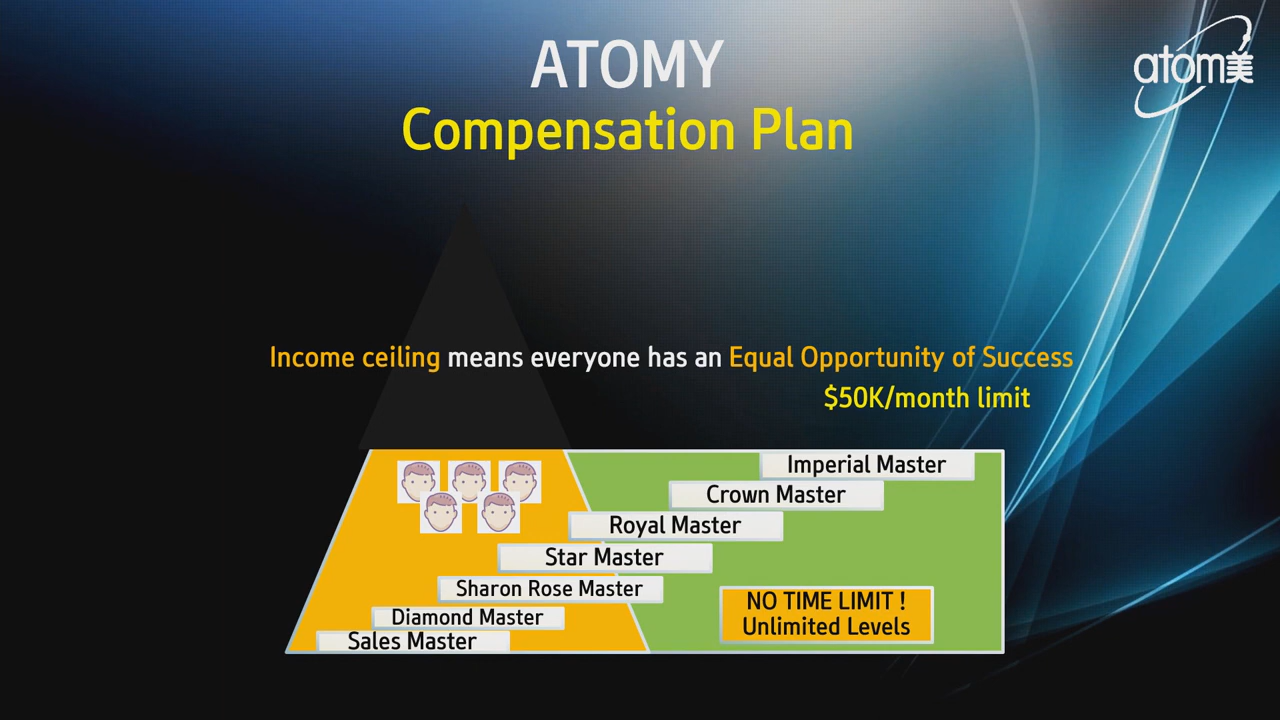 ATOMY
atom美
Compensation Plan
Income ceiling means everyone has an Equal Opportunity of Success
$50K/month limit
Imperial Master
Crown Master
Royal Master
Star Master
Sharon Rose Master
Diamond Master
Sales Master
NO TIME LIMIT !
Unlimited Levels